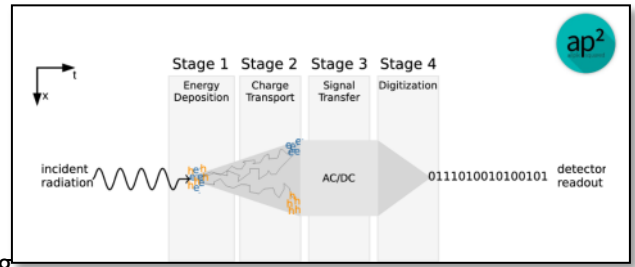 ap²
Stage 1 Stage 2 Stage 3 Stage 4
Energy Deposition
Charge Transport
Signal Transfer
Digitization
t
x
incident
radiation
AC/DC
0111010010100101
detector
readout
g